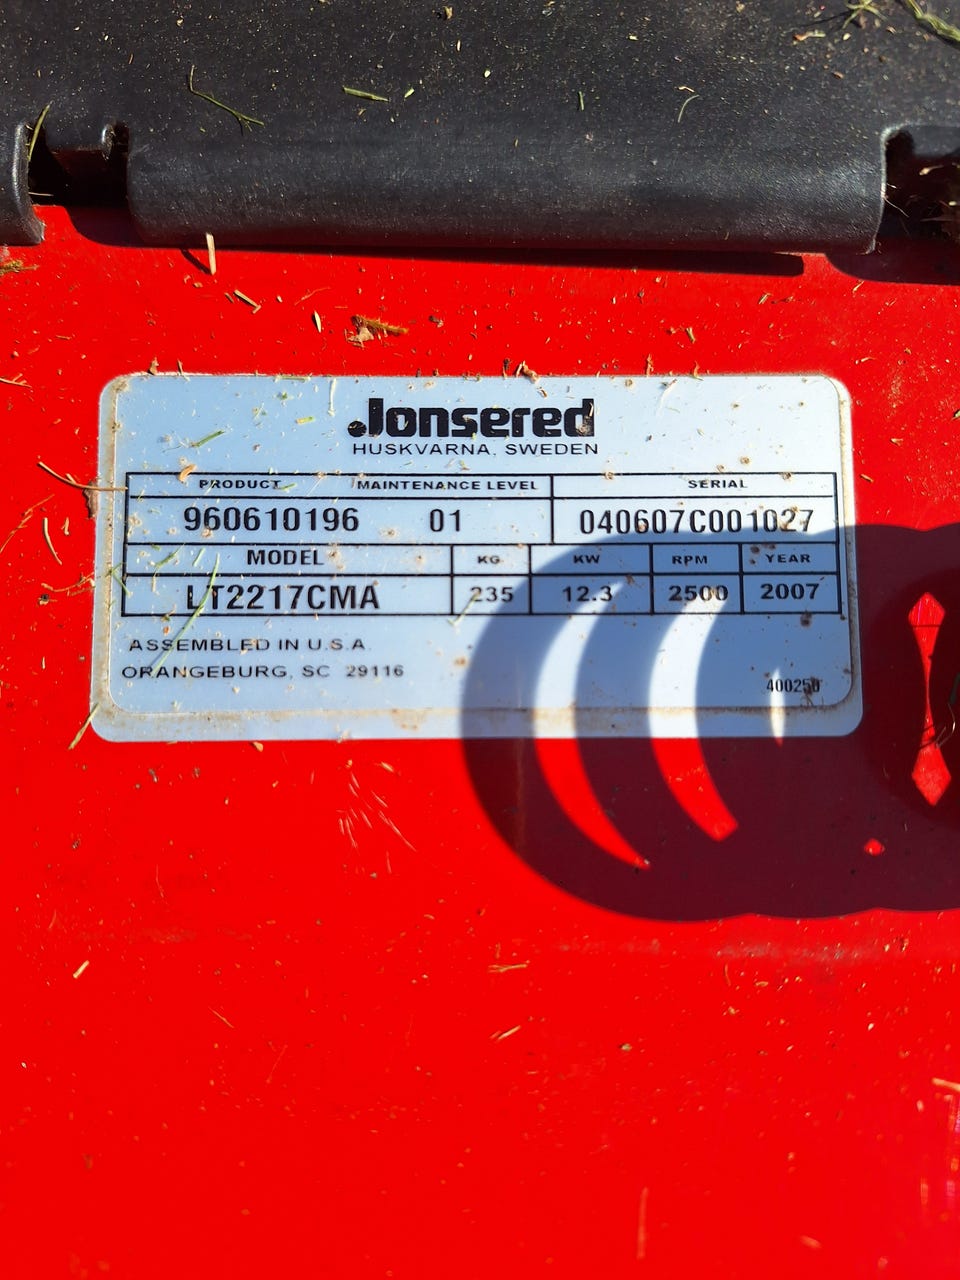 Jonsered
HUSKVARNA, SWEDEN
PRODUCT MAINTENANCE LEVEL SERIAL
960610196 01 040607C001027
MODEL KG KW RPM YEAR
LT2217CMA 235 12.3 2500 2007
ASSEMBLED IN U.S.A.
ORANGEBURG, SC 29116
400250